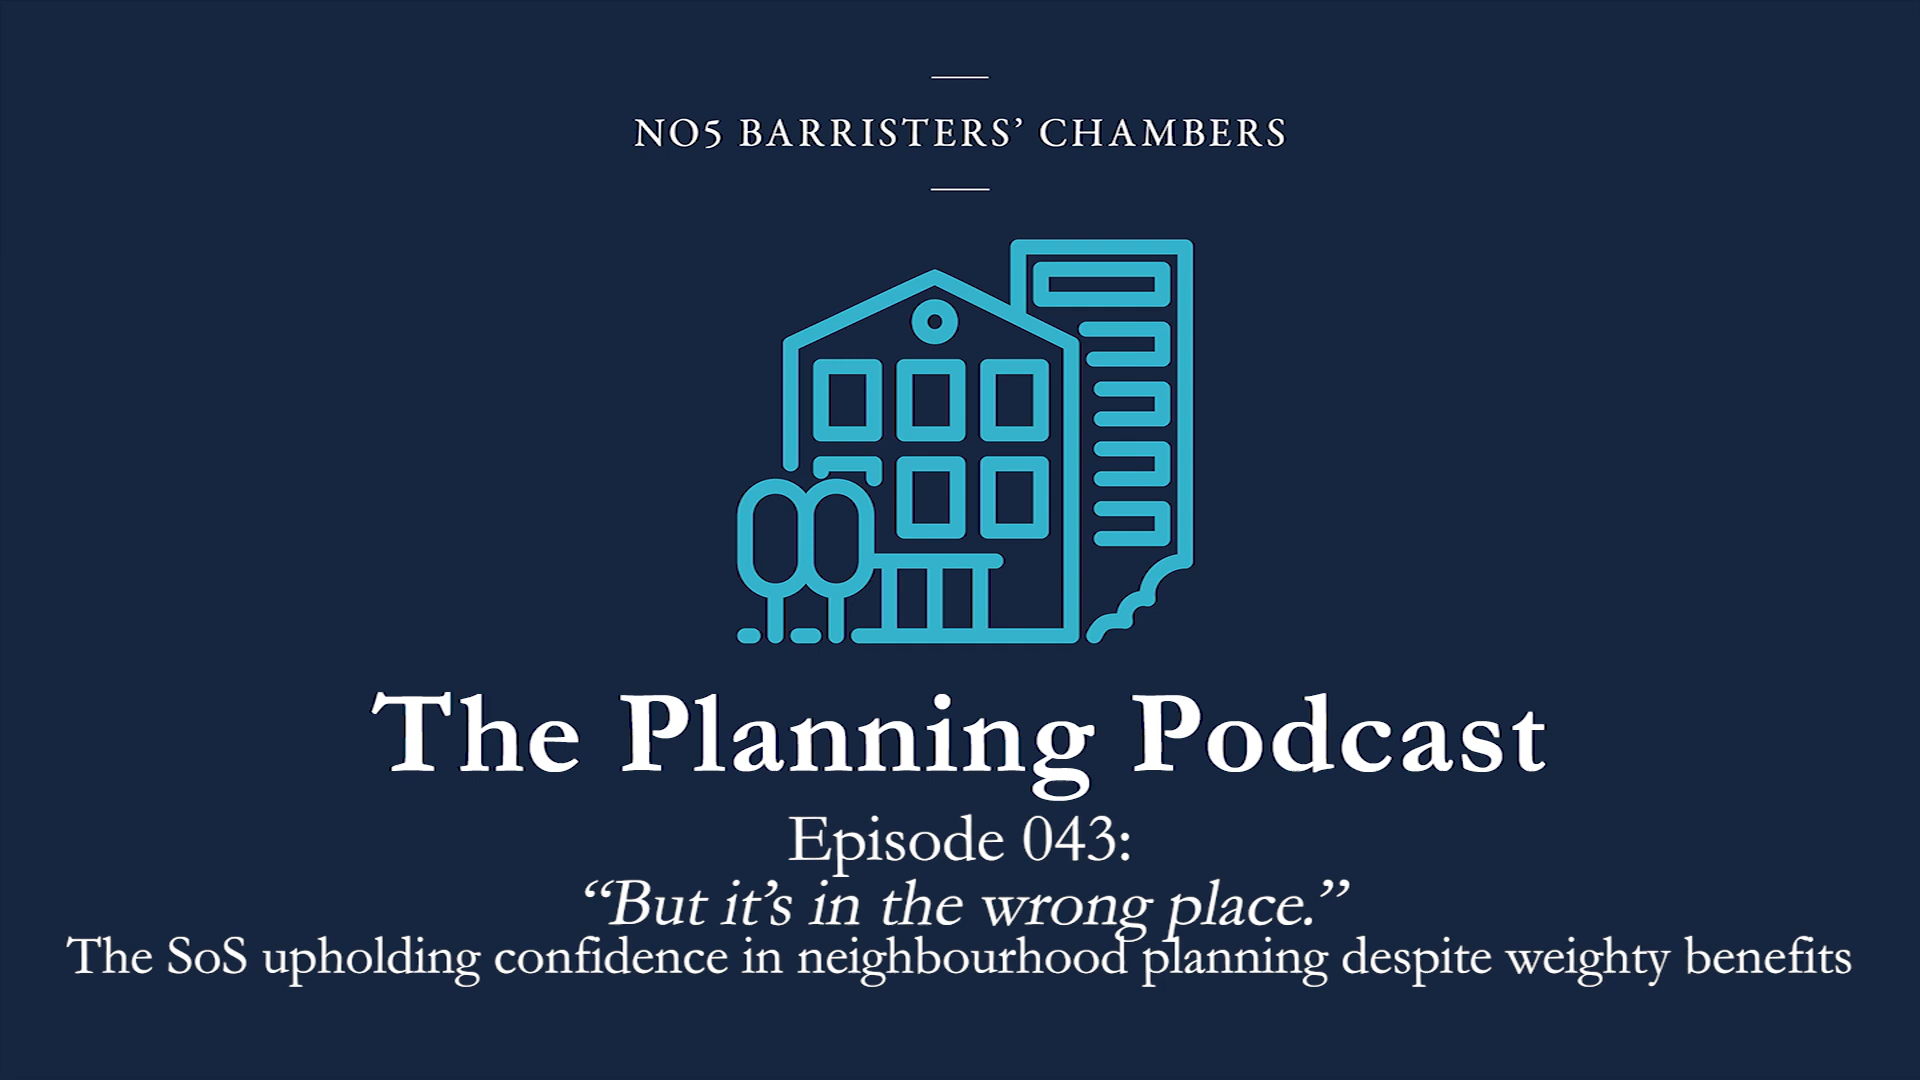 NO5 BARRISTERS’ CHAMBERS
The Planning Podcast
Episode 043:
“But it’s in the wrong place.”
The SoS upholding confidence in neighbourhood planning despite weighty benefits